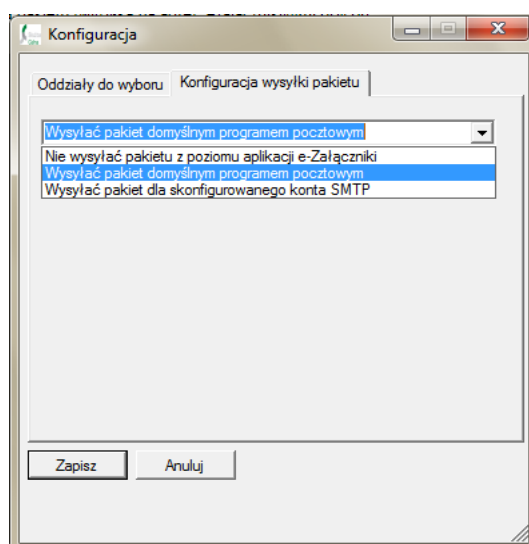 Konfiguracja
Oddziały do wyboru
Konfiguracja wysyłki pakietu
Wysyłać pakiet domyślnym programem pocztowym
Nie wysyłać pakietu z poziomu aplikacji e-Załączniki
Wysyłać pakiet domyślnym programem pocztowym
Wysyłać pakiet dla skonfigurowanego konta SMTP
Zapisz
Anuluj